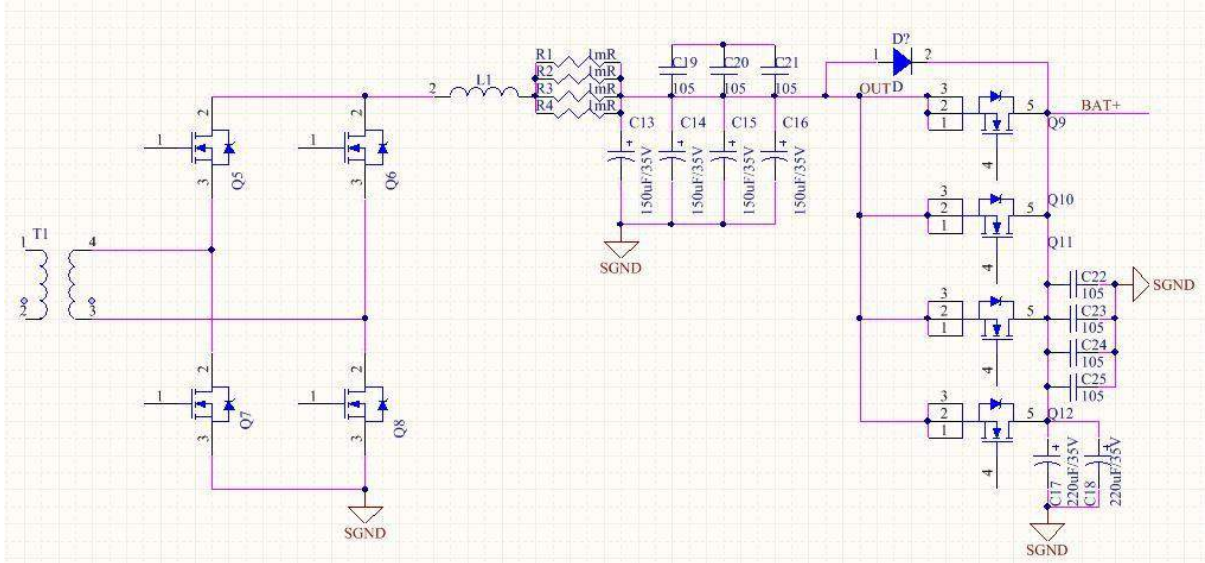 R1 1mR
R2 1mR
R3 1mR
R4 1mR
2 L1
C19 C20 C21
105 105 105
1 D? 2
D
OUT
3
2
1
5
4
Q9
BAT+
2
1
3
Q5
2
1
3
Q6
C13 C14 C15 C16
+ + + +
150uF/35V 150uF/35V 150uF/35V 150uF/35V
SGND
3
2
1
5
4
Q10
Q11
1 T1 4
2 3
C22
105
SGND
C23
105
C24
105
C25
105
3
2
1
5
4
2
1
3
Q7
2
1
3
Q8
SGND
3
2
1
5
4
Q12
+ +
C17 220uF/35V C18 220uF/35V
SGND